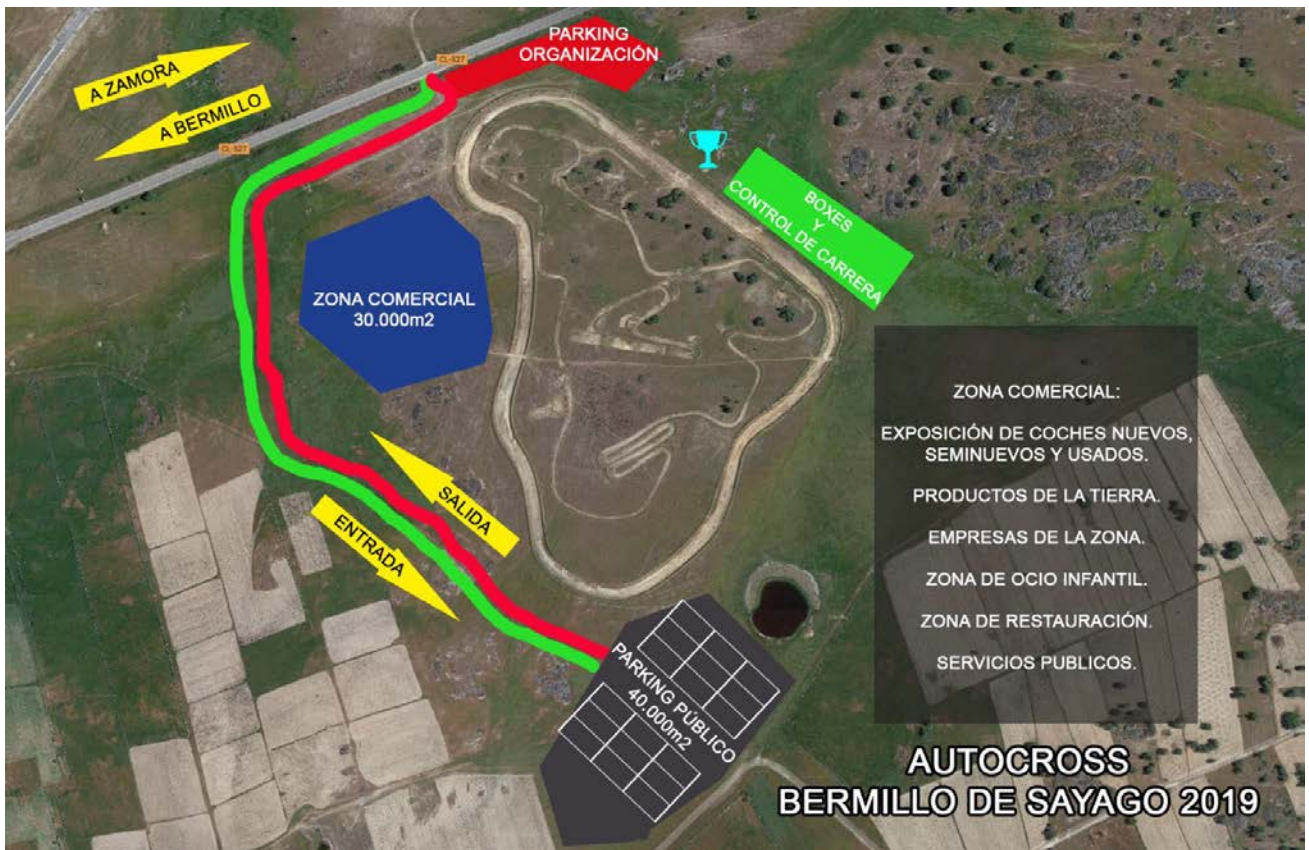 PARKING
ORGANIZACIÓN
CL-527
A ZAMORA
A BERMILLO
CL-527
BOXES
Y
CONTROL DE CARRERA
ZONA COMERCIAL
30.000m2
SALIDA
ENTRADA
PARKING PÚBLICO
40.000m2
ZONA COMERCIAL:
EXPOSICIÓN DE COCHES NUEVOS,
SEMINUEVOS Y USADOS.
PRODUCTOS DE LA TIERRA.
EMPRESAS DE LA ZONA.
ZONA DE OCIO INFANTIL.
ZONA DE RESTAURACIÓN.
SERVICIOS PUBLICOS.
AUTOCROSS
BERMILLO DE SAYAGO 2019